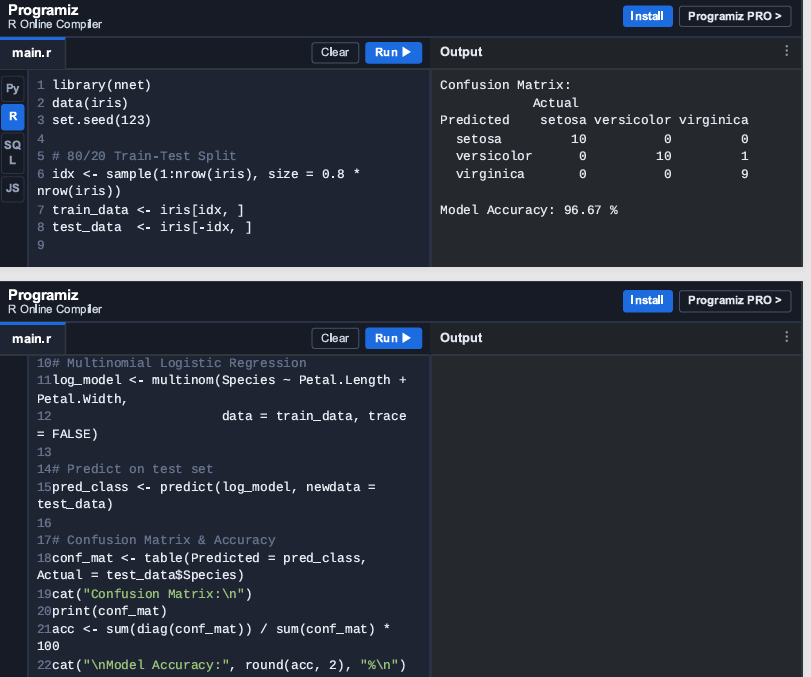 Programiz
R Online Compiler
Install
Programiz PRO >
main.r
Clear
Run
Output
Py
R
SQ
L
JS
1 library(nnet)
2 data(iris)
3 set.seed(123)
4
5 # 80/20 Train-Test Split
6 idx <- sample(1:nrow(iris), size = 0.8 *
nrow(iris))
7 train_data <- iris[idx, ]
8 test_data  <- iris[-idx, ]
9
Confusion Matrix:
            Actual
Predicted    setosa versicolor virginica
  setosa         10          0         0
  versicolor      0         10         1
  virginica       0          0         9

Model Accuracy: 96.67 %
Programiz
R Online Compiler
Install
Programiz PRO >
main.r
Clear
Run
Output
10# Multinomial Logistic Regression
11log_model <- multinom(Species ~ Petal.Length +
Petal.Width,
12                       data = train_data, trace
= FALSE)
13
14# Predict on test set
15pred_class <- predict(log_model, newdata =
test_data)
16
17# Confusion Matrix & Accuracy
18conf_mat <- table(Predicted = pred_class,
Actual = test_data$Species)
19cat("Confusion Matrix:\n")
20print(conf_mat)
21acc <- sum(diag(conf_mat)) / sum(conf_mat) *
100
22cat("\nModel Accuracy:", round(acc, 2), "%\n")